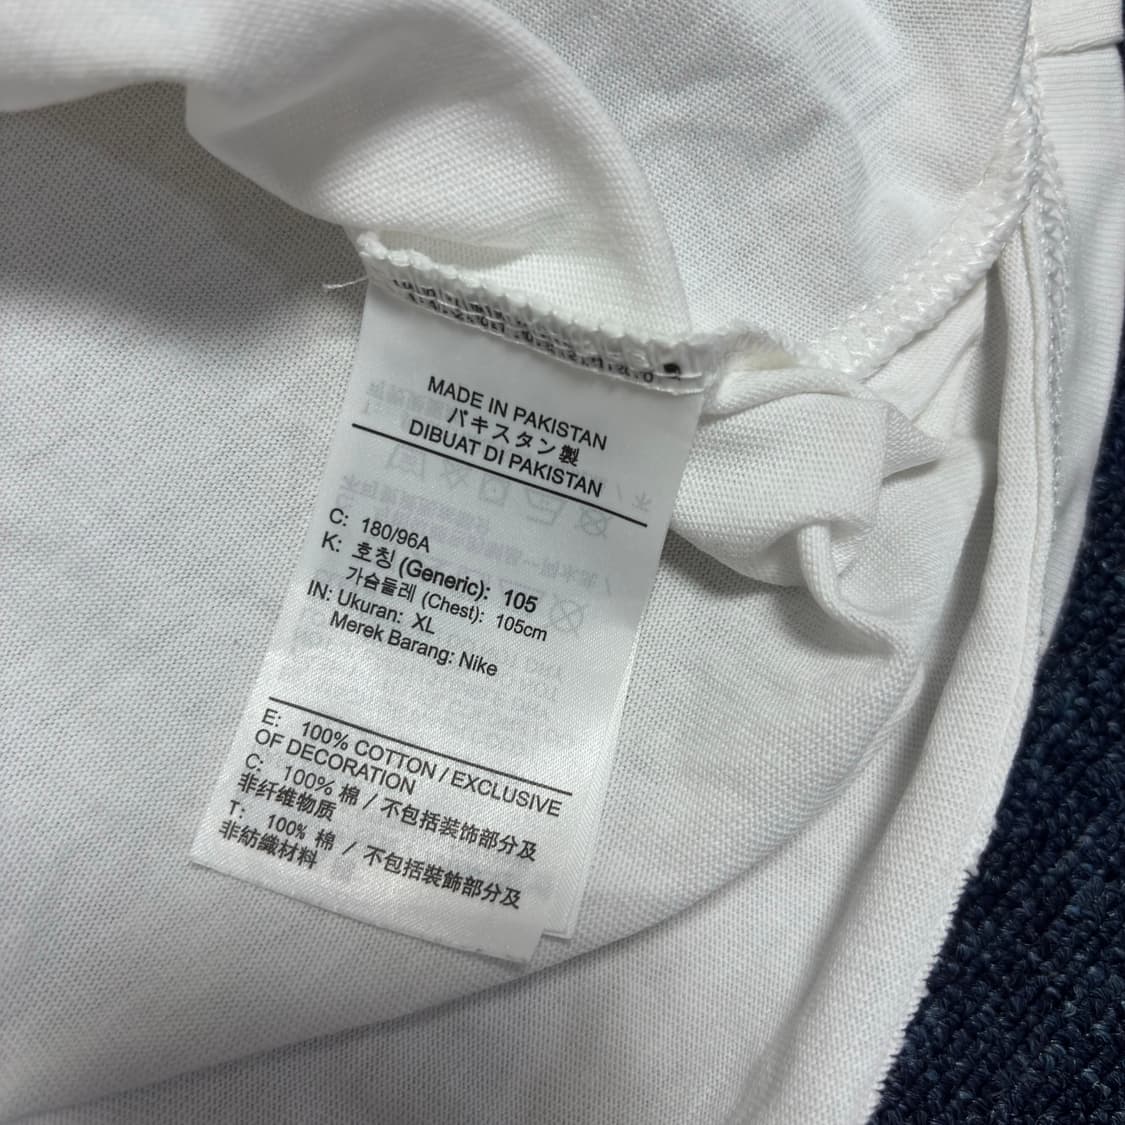 MADE IN PAKISTAN
パキスタン製
DIBUAT DI PAKISTAN
C: 180/96A
K: 호칭 (Generic): 105
가슴둘레 (Chest): 105cm
IN: Ukuran: XL
Merek Barang: Nike
E: 100% COTTON / EXCLUSIVE
OF DECORATION
C: 100% 棉 / 不包括装饰部分及
非纤维物质
T: 100% 棉 / 不包括裝飾部分及
非紡織材料